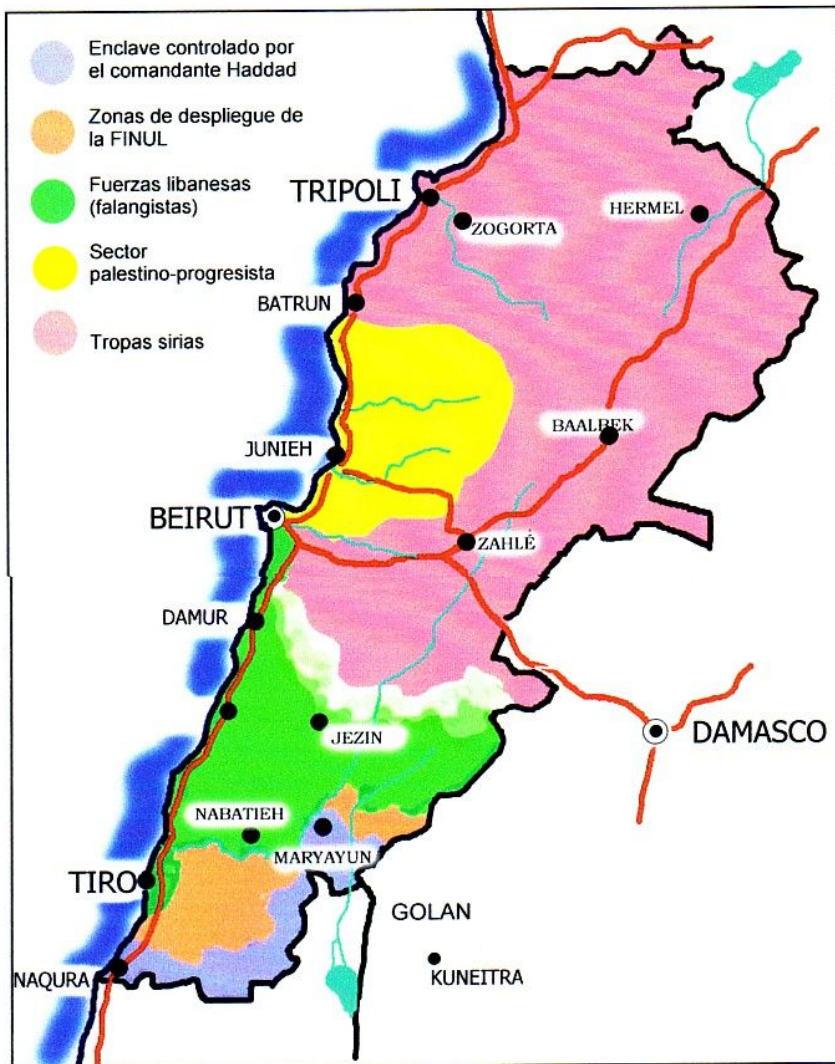 Enclave controlado por
el comandante Haddad
Zonas de despliegue de
la FINUL
Fuerzas libanesas
(falangistas)
Sector
palestino-progresista
Tropas sirias
TRIPOLI
ZOGORTA
HERMEL
BATRUN
BAALBEK
JUNIEH
BEIRUT
ZAHLÉ
DAMUR
JEZIN
DAMASCO
NABATIEH
MARYAYUN
TIRO
GOLAN
NAQURA
KUNEITRA